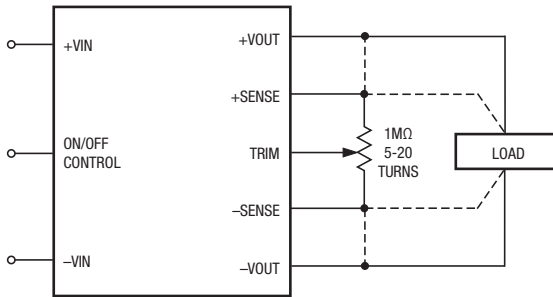 +VIN
ON/OFF
CONTROL
–VIN
+VOUT
+SENSE
TRIM
–SENSE
–VOUT
1MΩ
5-20
TURNS
LOAD